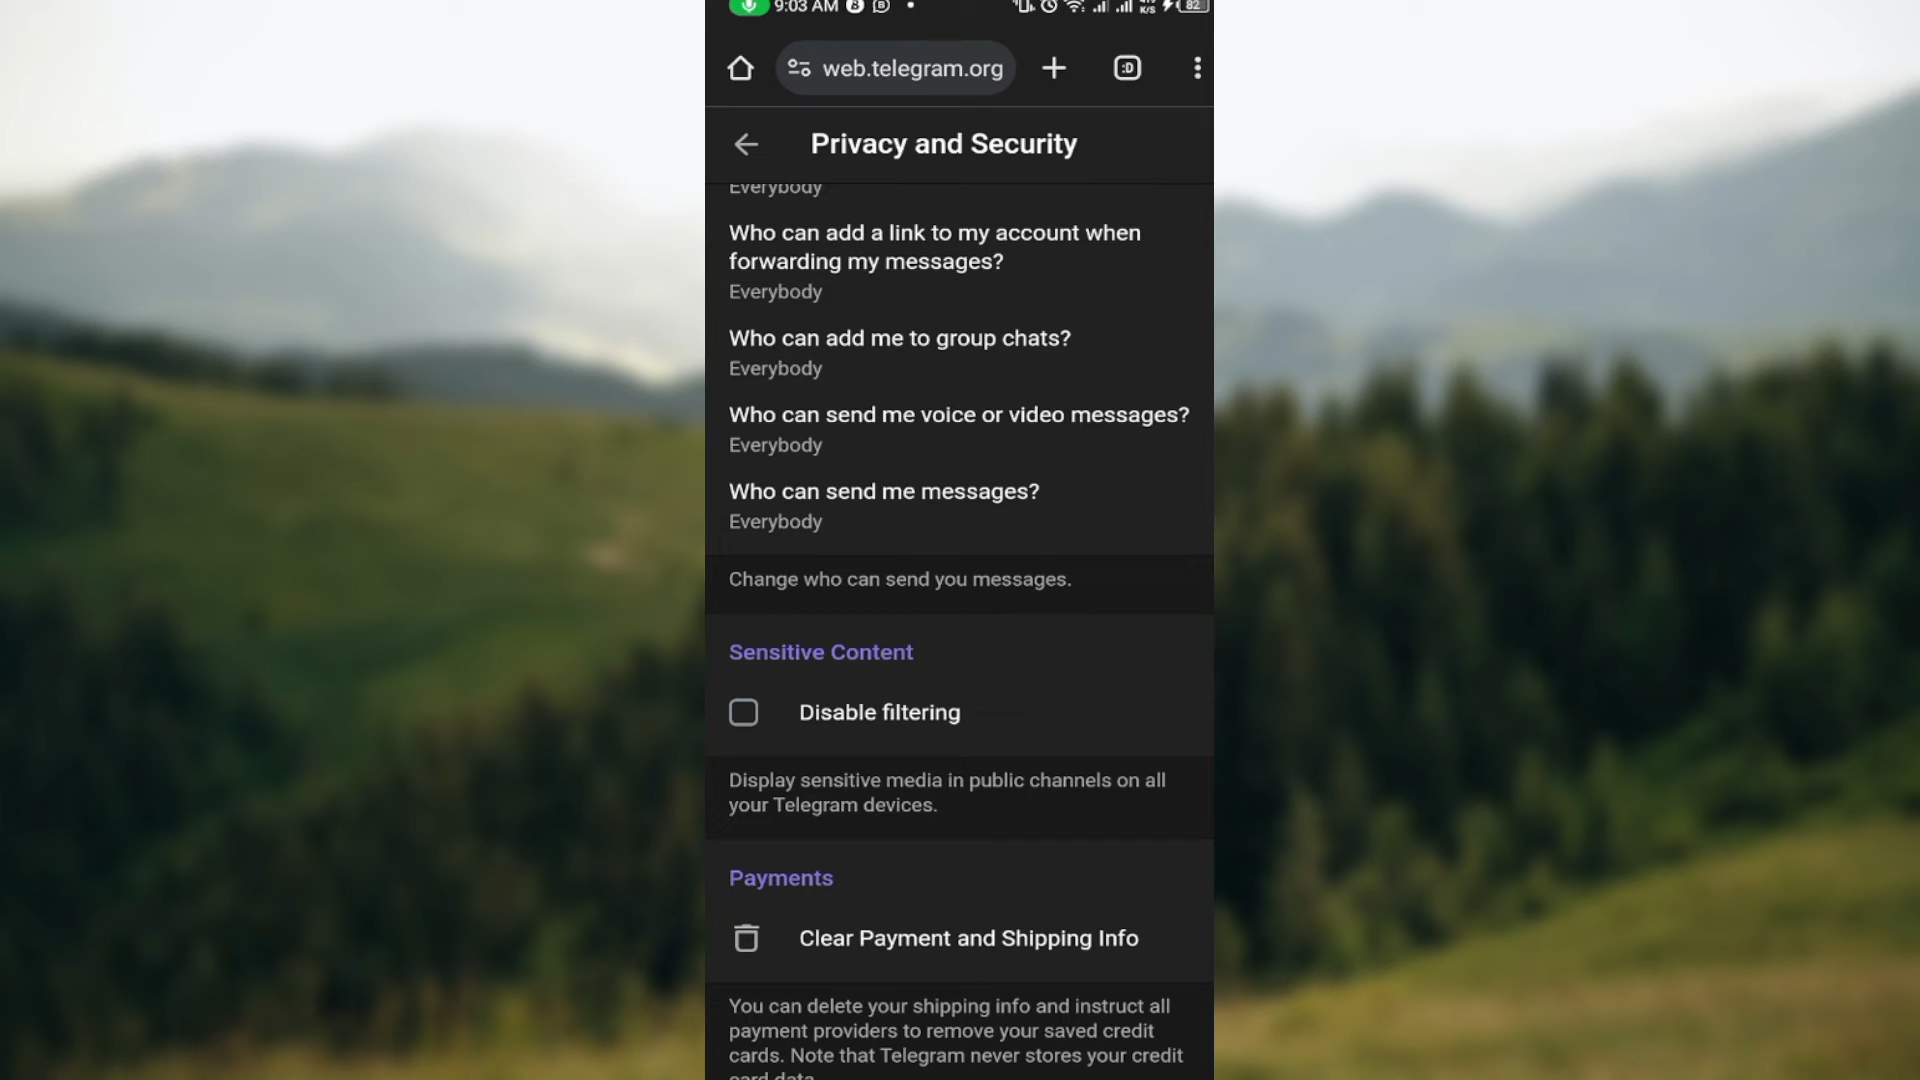 9:03 AM
K/S
82
web.telegram.org
:D
Privacy and Security
Everybody
Who can add a link to my account when
forwarding my messages?
Everybody
Who can add me to group chats?
Everybody
Who can send me voice or video messages?
Everybody
Who can send me messages?
Everybody
Change who can send you messages.
Sensitive Content
Disable filtering
Display sensitive media in public channels on all
your Telegram devices.
Payments
Clear Payment and Shipping Info
You can delete your shipping info and instruct all
payment providers to remove your saved credit
cards. Note that Telegram never stores your credit
card data.